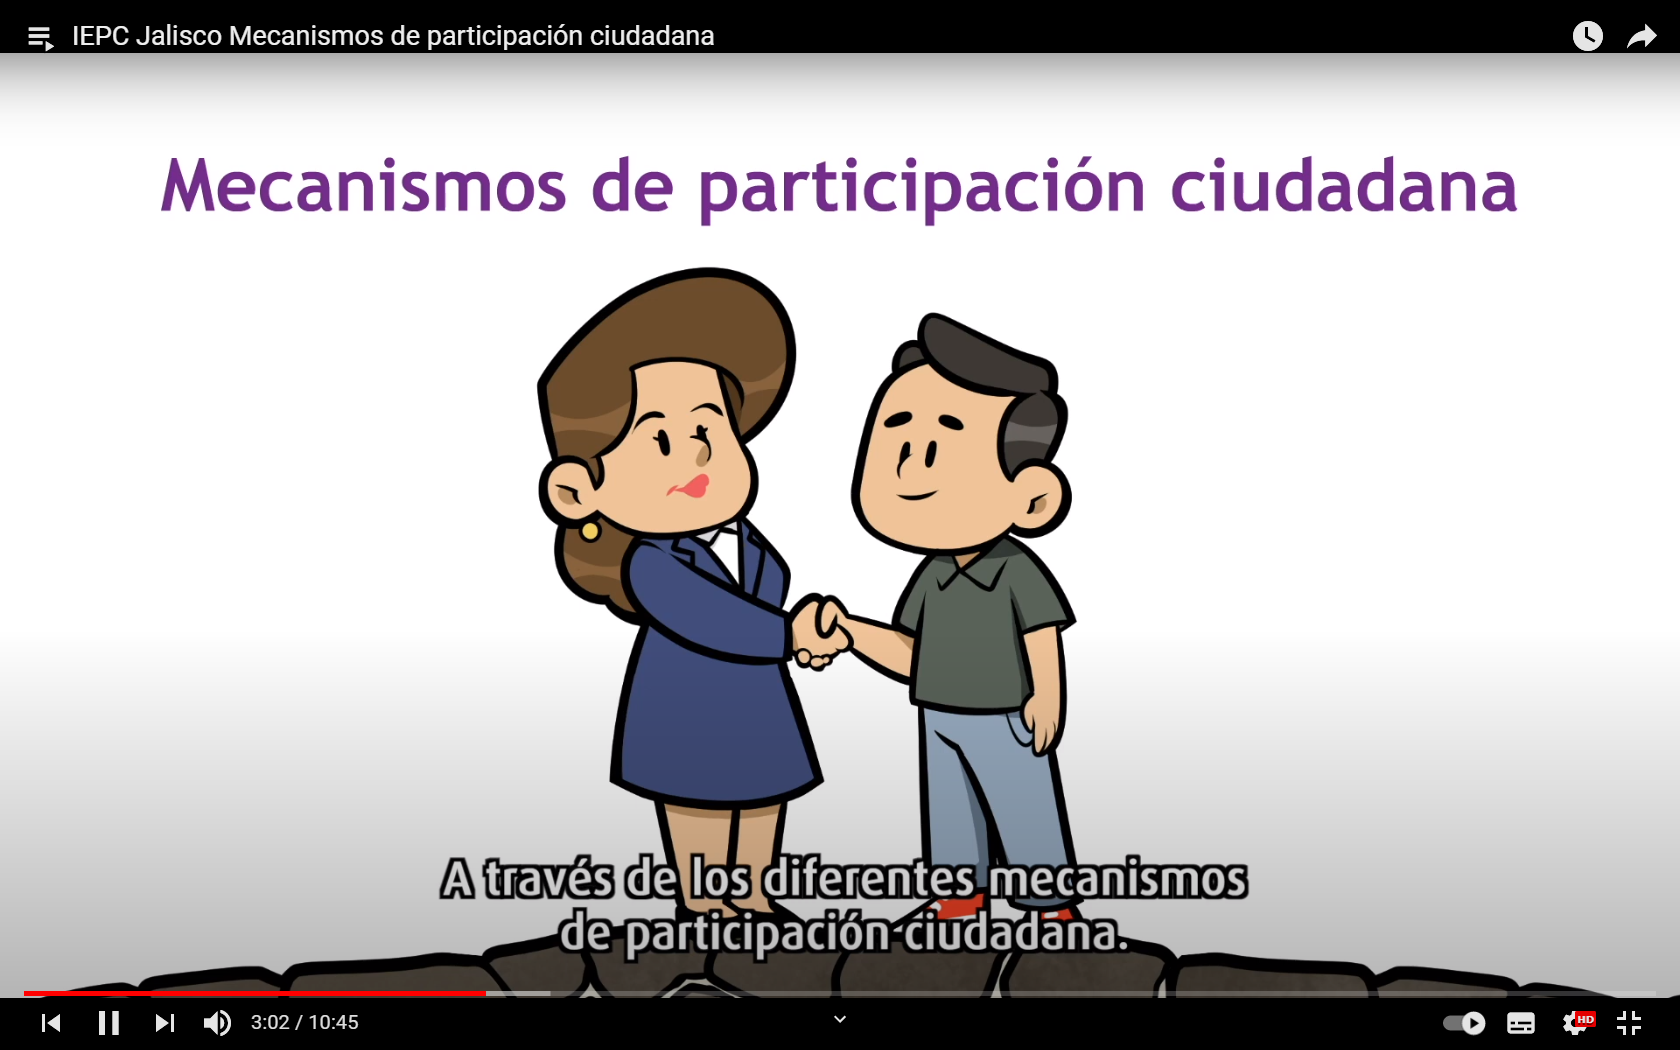 IEPC Jalisco Mecanismos de participación ciudadana
Mecanismos de participación ciudadana
A través de los diferentes mecanismos
de participación ciudadana.
3:02 / 10:45
HD